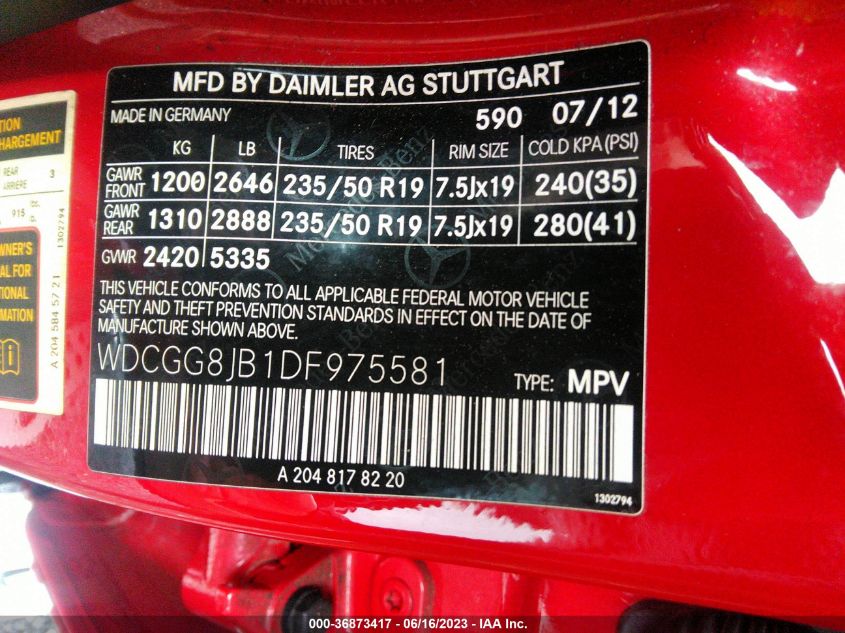 TION
HARGEMENT
REAR 3
ARRIERE
915
1302794
WNER'S
AL FOR
TIONAL
MATION
A 204 584 57 21
MFD BY DAIMLER AG STUTTGART
MADE IN GERMANY 590 07/12
KG LB TIRES RIM SIZE COLD KPA (PSI)
GAWR FRONT 1200 2646 235/50 R19 7.5Jx19 240(35)
GAWR REAR 1310 2888 235/50 R19 7.5Jx19 280(41)
GVWR 2420 5335
THIS VEHICLE CONFORMS TO ALL APPLICABLE FEDERAL MOTOR VEHICLE
SAFETY AND THEFT PREVENTION STANDARDS IN EFFECT ON THE DATE OF
MANUFACTURE SHOWN ABOVE.
WDCGG8JB1DF975581 TYPE: MPV
A 204 817 82 20
1302794
Mercedes-Benz
000-36873417 - 06/16/2023 - IAA Inc.